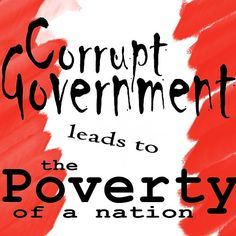 Corrupt
Government
leads to
the
Poverty
of a nation